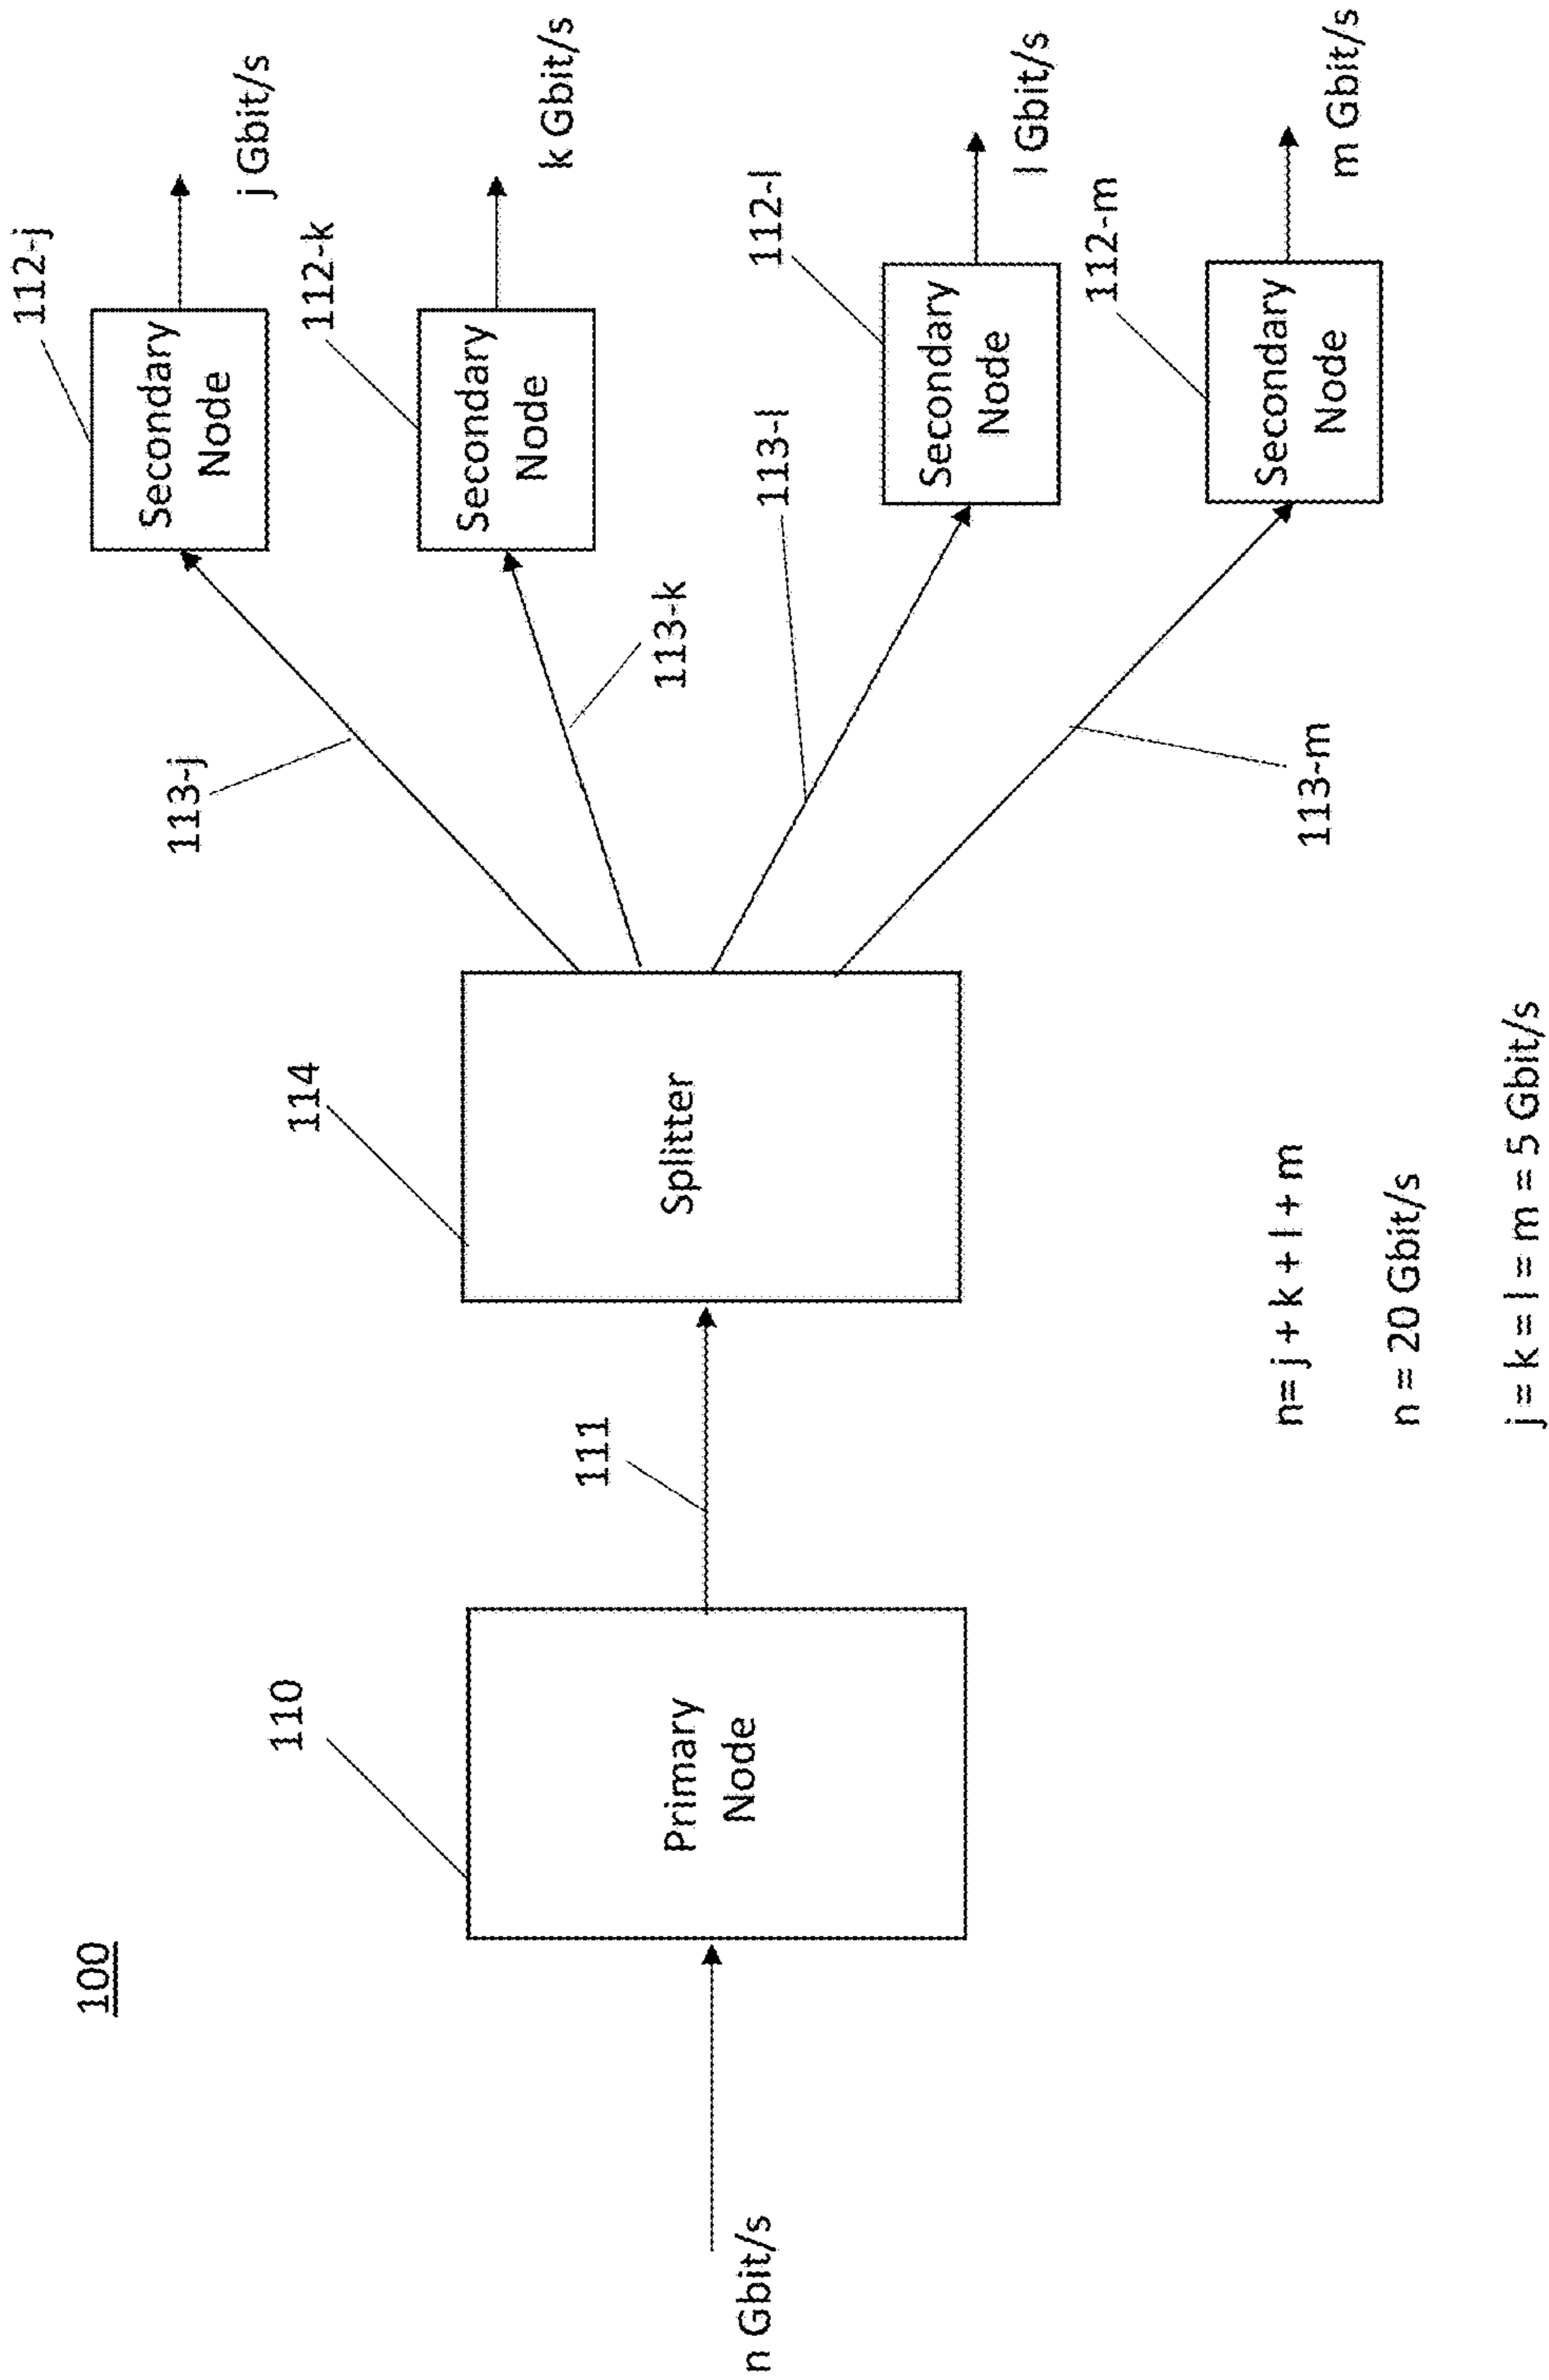 100
n Gbit/s
110
Primary
Node
111
114
Splitter
113-j
113-k
113-l
113-m
112-j
Secondary
Node
j Gbit/s
112-k
Secondary
Node
k Gbit/s
112-l
Secondary
Node
l Gbit/s
112-m
Secondary
Node
m Gbit/s
n= j + k + l + m
n = 20 Gbit/s
j = k = l = m = 5 Gbit/s